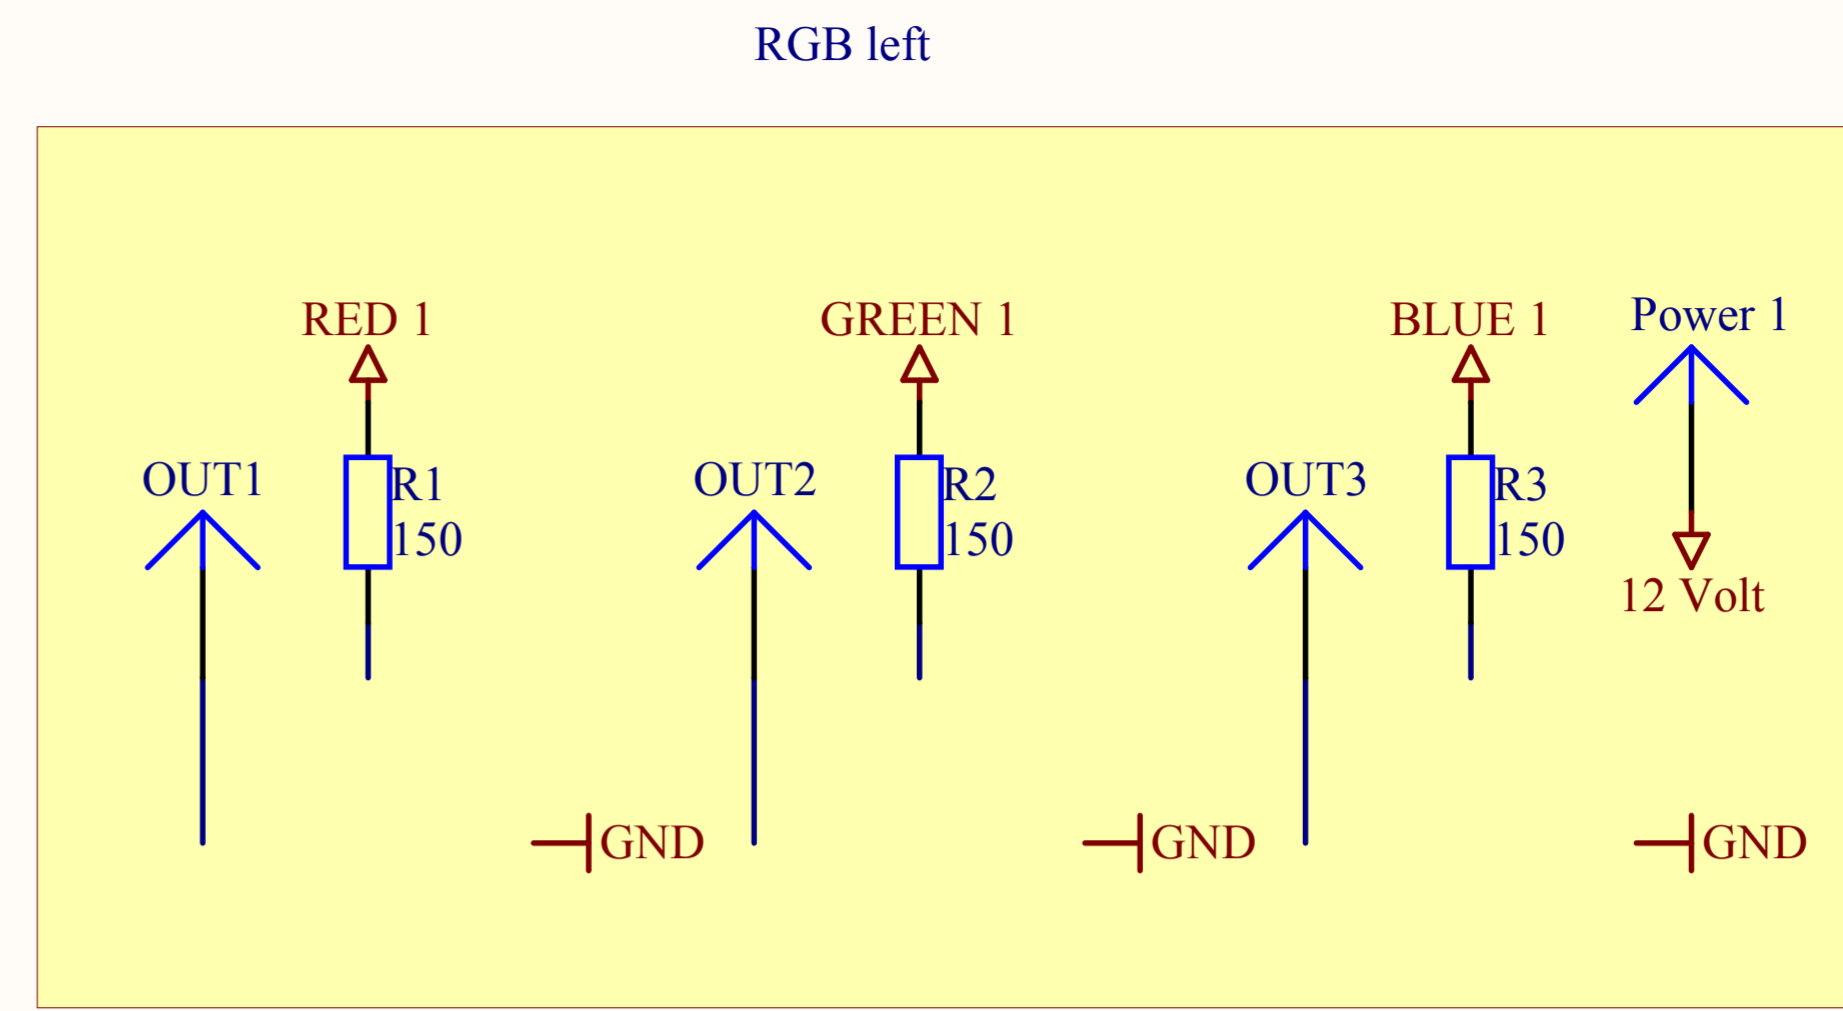 RGB left
RED 1
GREEN 1
BLUE 1
Power 1
OUT1
R1
150
OUT2
R2
150
OUT3
R3
150
12 Volt
GND
GND
GND